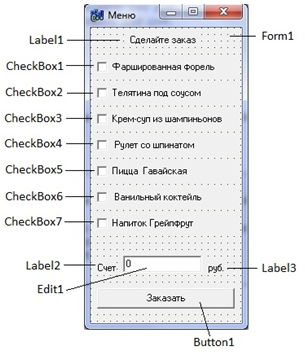 Меню
Label1 Сделайте заказ Form1
CheckBox1 Фаршированная форель
CheckBox2 Телятина под соусом
CheckBox3 Крем-суп из шампиньонов
CheckBox4 Рулет со шпинатом
CheckBox5 Пицца Гавайская
CheckBox6 Ванильный коктейль
CheckBox7 Напиток Грейпфрут
Label2 Счет 0 руб. Label3
Edit1
Заказать
Button1